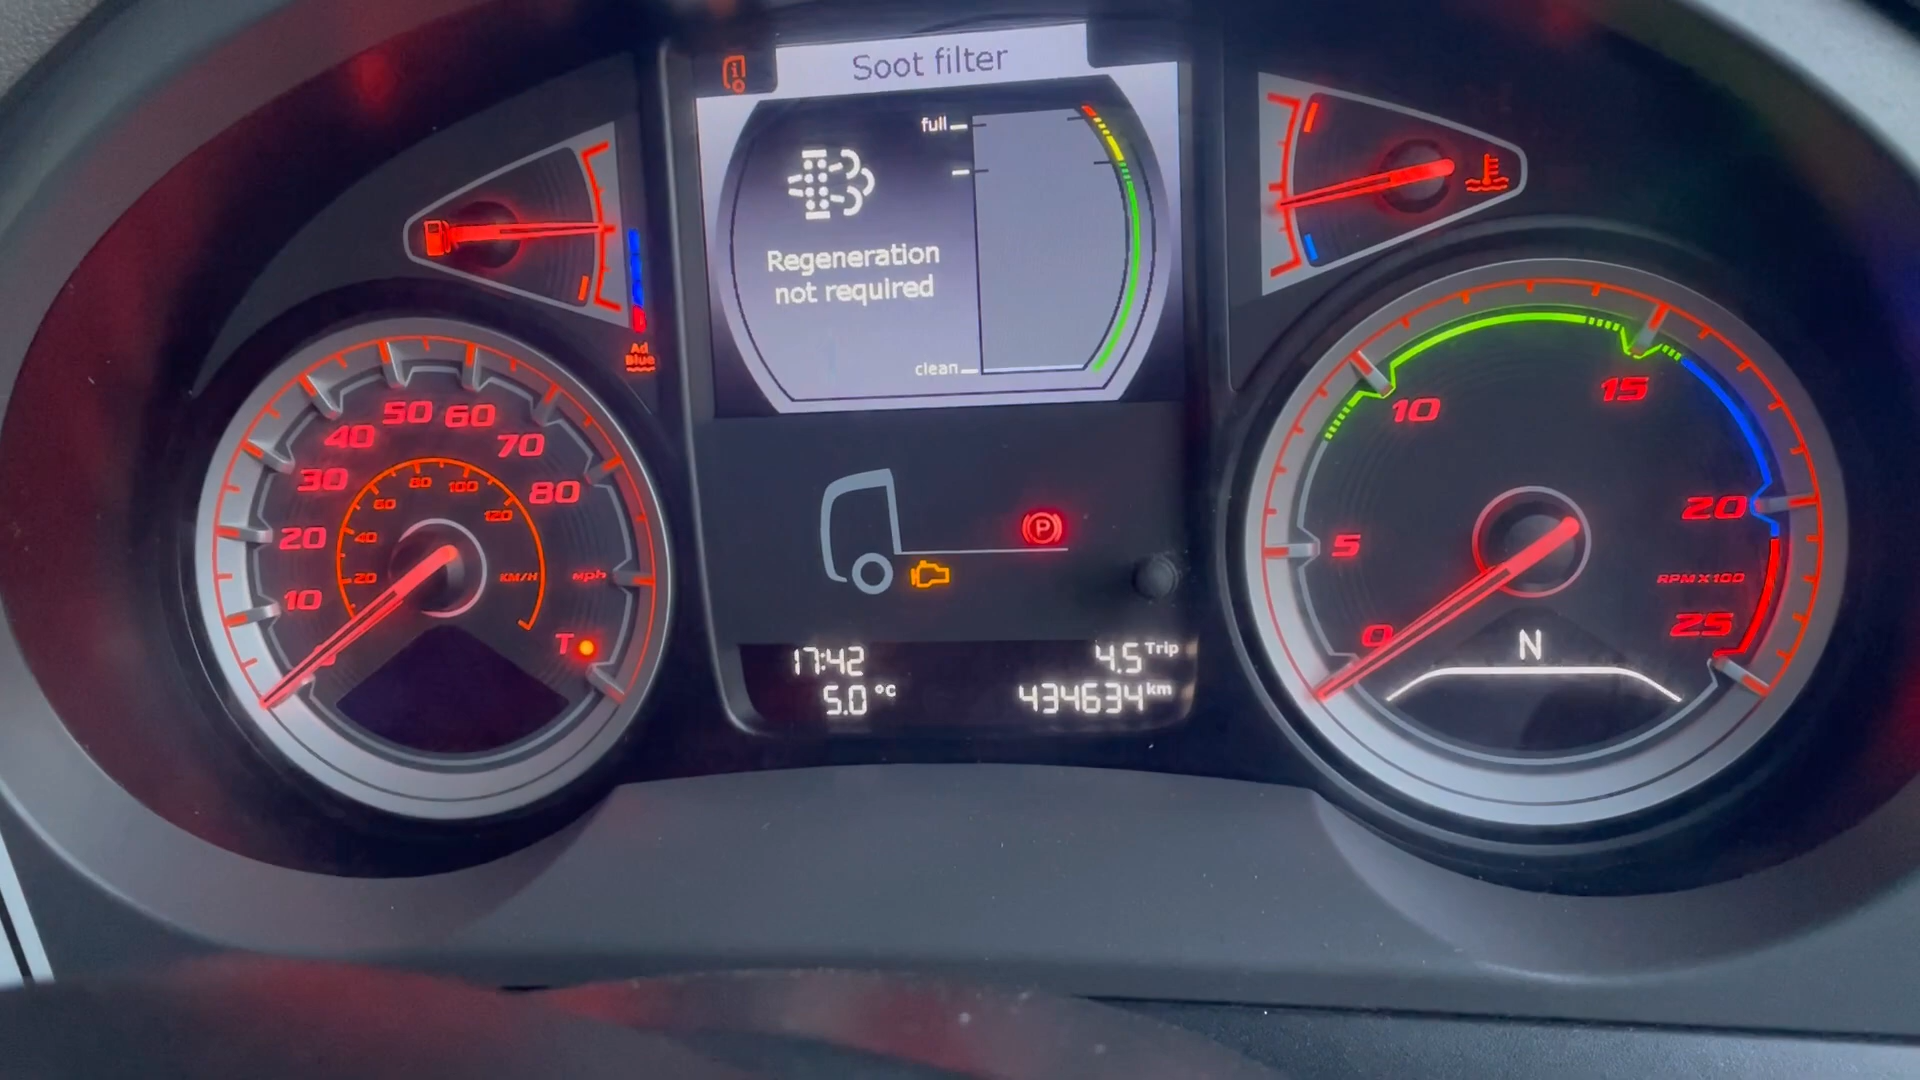 Soot filter
full
Regeneration
not required
clean
Ad
Blue
10
20
30
40
50
60
70
80
mph
20
40
60
80
100
120
KM/H
T
P
17:42
4.5 Trip
5.0 °C
434634 km
0
5
10
15
20
25
RPM X 100
N